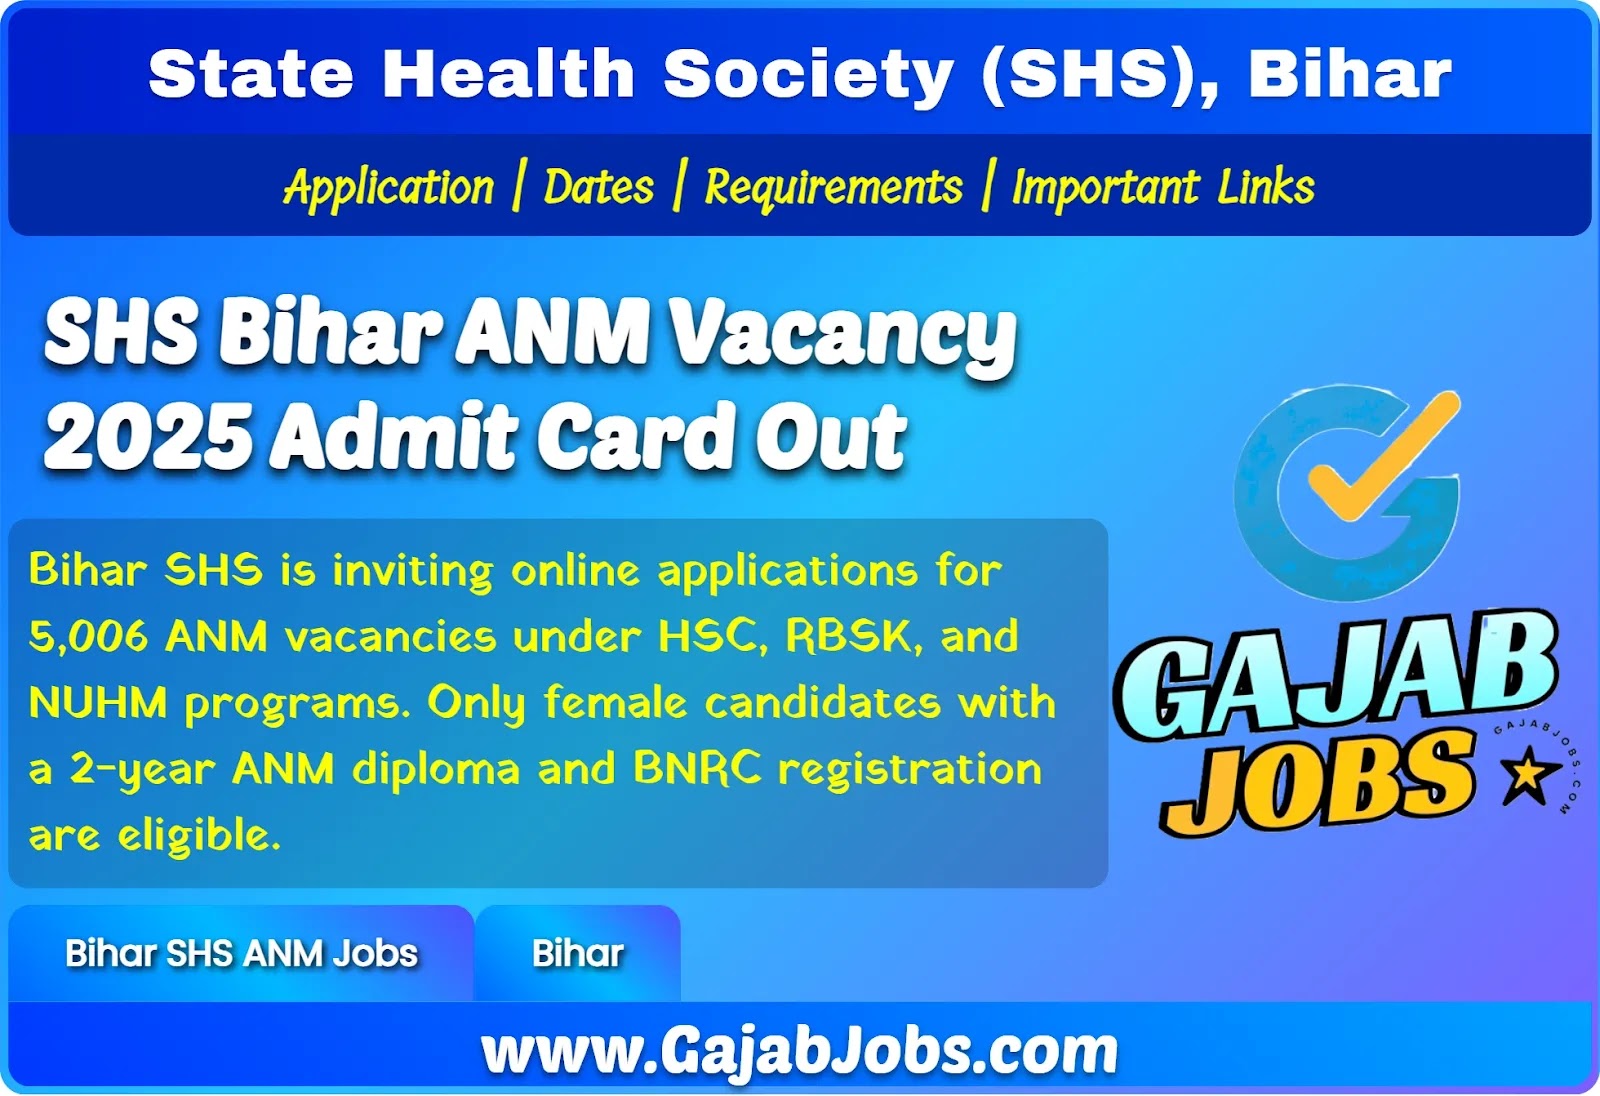 State Health Society (SHS), Bihar
Application | Dates | Requirements | Important Links
SHS Bihar ANM Vacancy
2025 Admit Card Out
Bihar SHS is inviting online applications for
5,006 ANM vacancies under HSC, RBSK, and
NUHM programs. Only female candidates with
a 2-year ANM diploma and BNRC registration
are eligible.
GAJAB
JOBS
GAJABJOBS.COM
Bihar SHS ANM Jobs
Bihar
www.GajabJobs.com